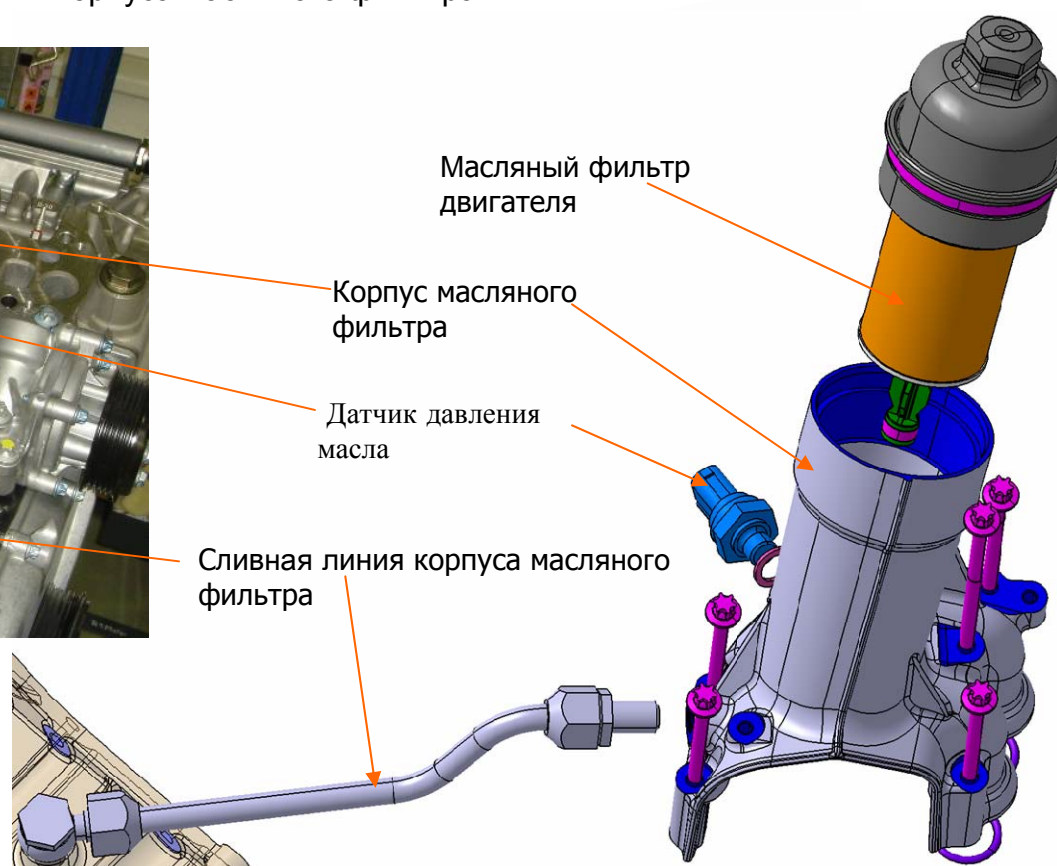 Масляный фильтр
двигателя
Корпус масляного
фильтра
Датчик давления
масла
Сливная линия корпуса масляного
фильтра